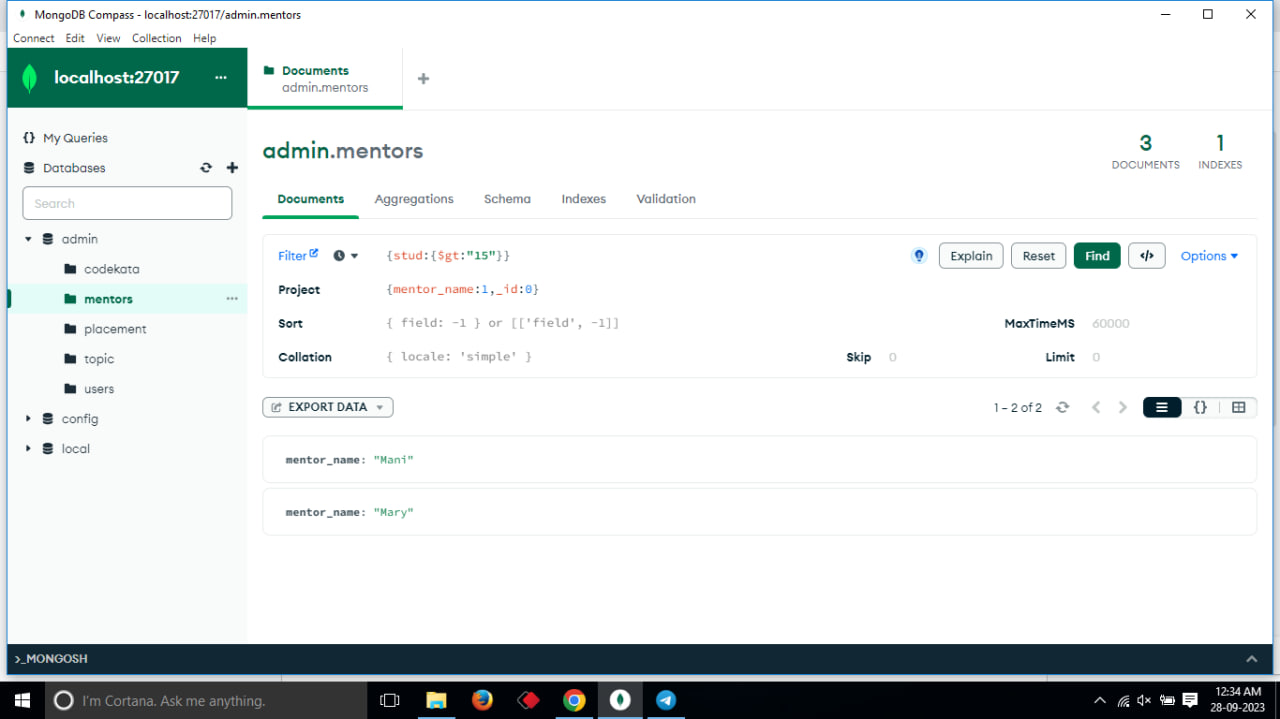 MongoDB Compass - localhost:27017/admin.mentors
Connect Edit View Collection Help
localhost:27017 ...
Documents
admin.mentors
My Queries
Databases
Search
admin
codekata
mentors
placement
topic
users
config
local
admin.mentors
3
DOCUMENTS
1
INDEXES
Documents Aggregations Schema Indexes Validation
Filter {stud:{$gt:"15"}} Explain Reset Find </> Options
Project {mentor_name:1,_id:0}
Sort { field: -1 } or [['field', -1]] MaxTimeMS 60000
Collation { locale: 'simple' } Skip 0 Limit 0
EXPORT DATA 1 – 2 of 2 {}
mentor_name: "Mani"
mentor_name: "Mary"
>_MONGOSH
I'm Cortana. Ask me anything.
12:34 AM
28-09-2023